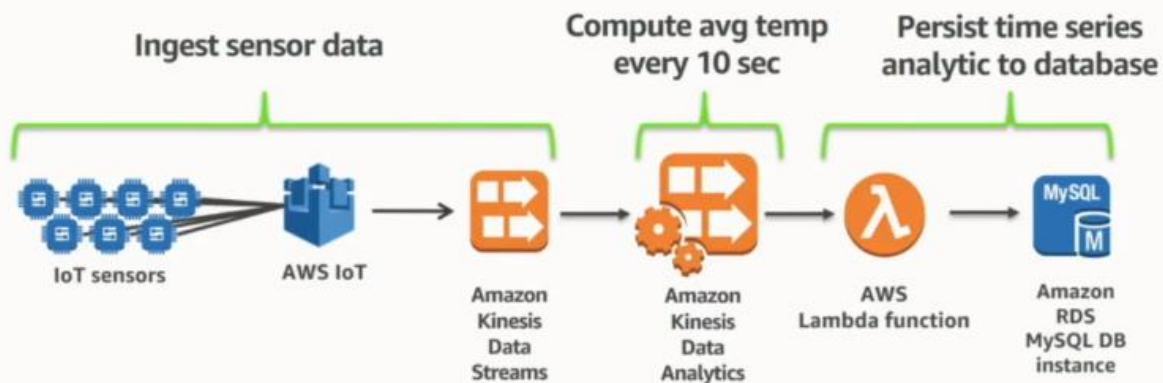 Ingest sensor data
Compute avg temp
every 10 sec
Persist time series
analytic to database
IoT sensors
AWS IoT
Amazon
Kinesis
Data
Streams
Amazon
Kinesis
Data
Analytics
AWS
Lambda function
MySQL
M
Amazon
RDS
MySQL DB
instance